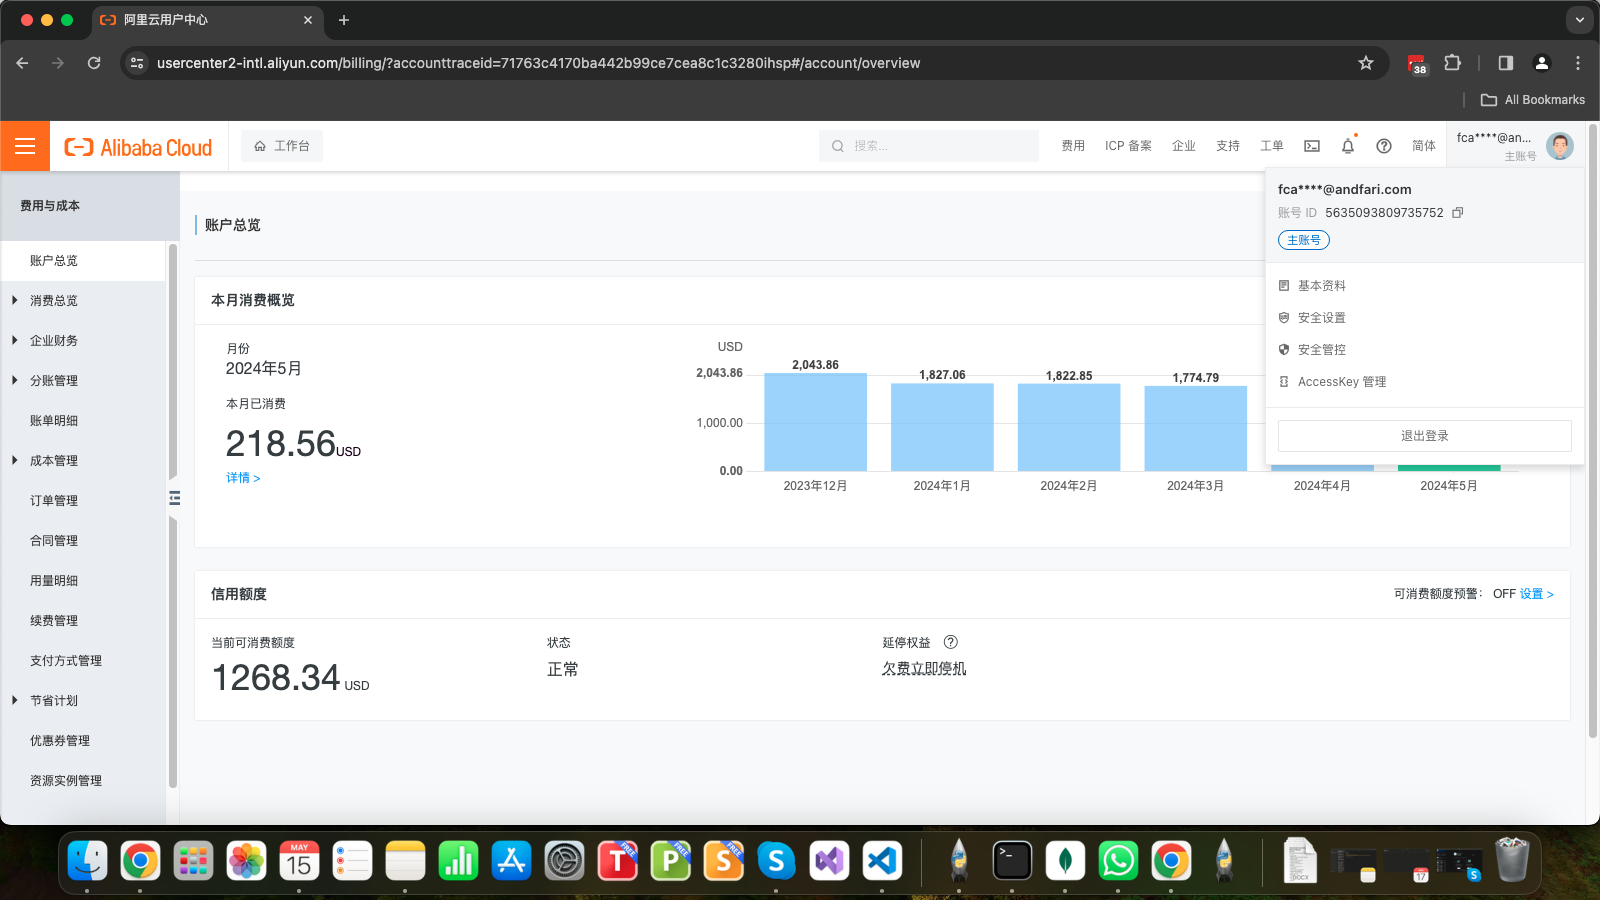 阿里云用户中心
usercenter2-intl.aliyun.com/billing/?accounttraceid=71763c4170ba442b99ce7cea8c1c3280ihsp#/account/overview
38
All Bookmarks
Alibaba Cloud
工作台
搜索...
费用
ICP 备案
企业
支持
工单
简体
fca****@an...
主账号
fca****@andfari.com
账号 ID 5635093809735752
主账号
基本资料
安全设置
安全管控
AccessKey 管理
退出登录
费用与成本
账户总览
消费总览
企业财务
分账管理
账单明细
成本管理
订单管理
合同管理
用量明细
续费管理
支付方式管理
节省计划
优惠券管理
资源实例管理
账户总览
本月消费概览
月份
2024年5月
本月已消费
218.56USD
详情 >
USD
2,043.86
1,000.00
0.00
2,043.86
1,827.06
1,822.85
1,774.79
2023年12月
2024年1月
2024年2月
2024年3月
2024年4月
2024年5月
信用额度
可消费额度预警： OFF 设置 >
当前可消费额度
1268.34 USD
状态
正常
延停权益
欠费立即停机
MAY
15
T
FREE
P
FREE
S
FREE
S
>_
DOCX
17
S